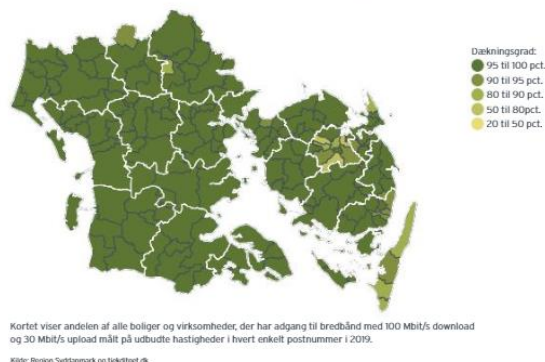 Dækningsgrad:
95 til 100 pct.
90 til 95 pct.
80 til 90 pct.
50 til 80pct.
20 til 50 pct.
Kortet viser andelen af alle boliger og virksomheder, der har adgang til bredbånd med 100 Mbit/s download
og 30 Mbit/s upload målt på udbudte hastigheder i hvert enkelt postnummer i 2019.
Kilde: Region Syddanmark og tjekditnet.dk